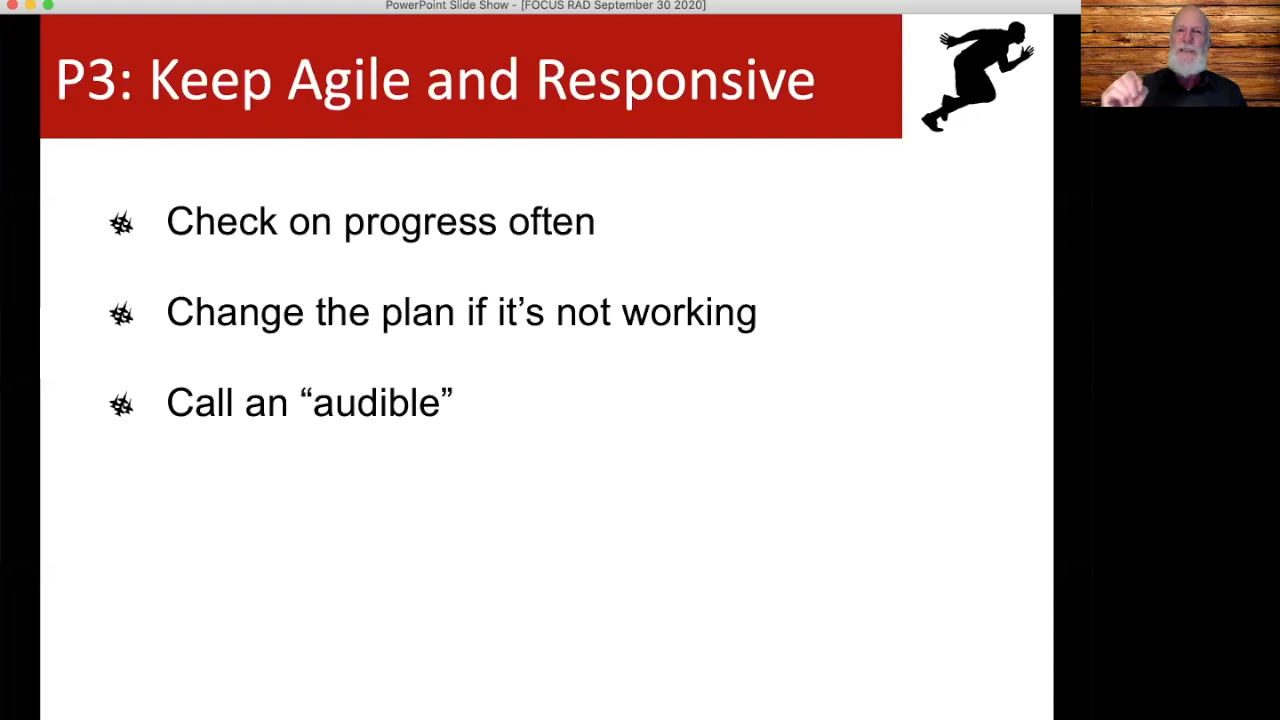 PowerPoint Slide Show - [FOCUS RAD September 30 2020]
P3: Keep Agile and Responsive
Check on progress often
Change the plan if it’s not working
Call an “audible”